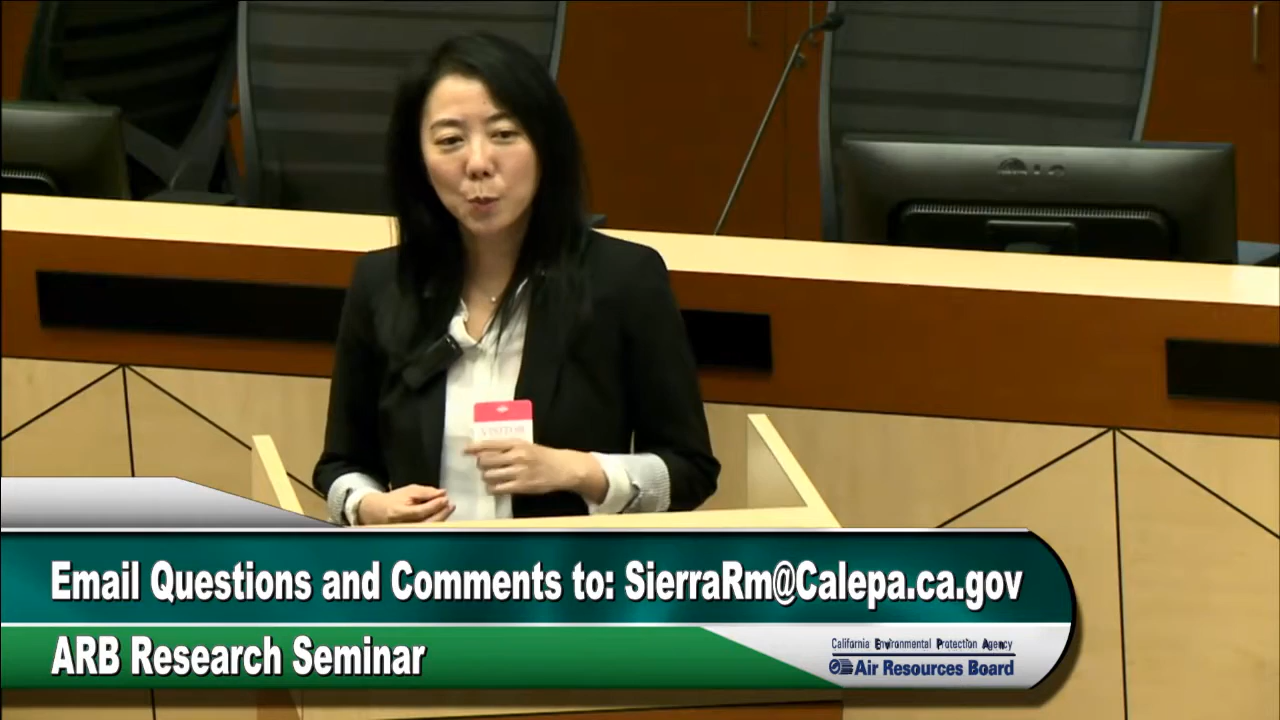 LG
VISITOR
Email Questions and Comments to: SierraRm@Calepa.ca.gov
ARB Research Seminar
California Environmental Protection Agency
Air Resources Board